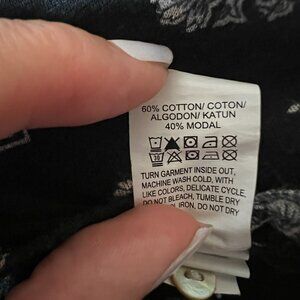 60% COTTON/ COTON/
ALGODON/ KATUN
40% MODAL
30
TURN GARMENT INSIDE OUT,
MACHINE WASH COLD, WITH
LIKE COLORS, DELICATE CYCLE,
DO NOT BLEACH, TUMBLE DRY
IRON, DO NOT DRY